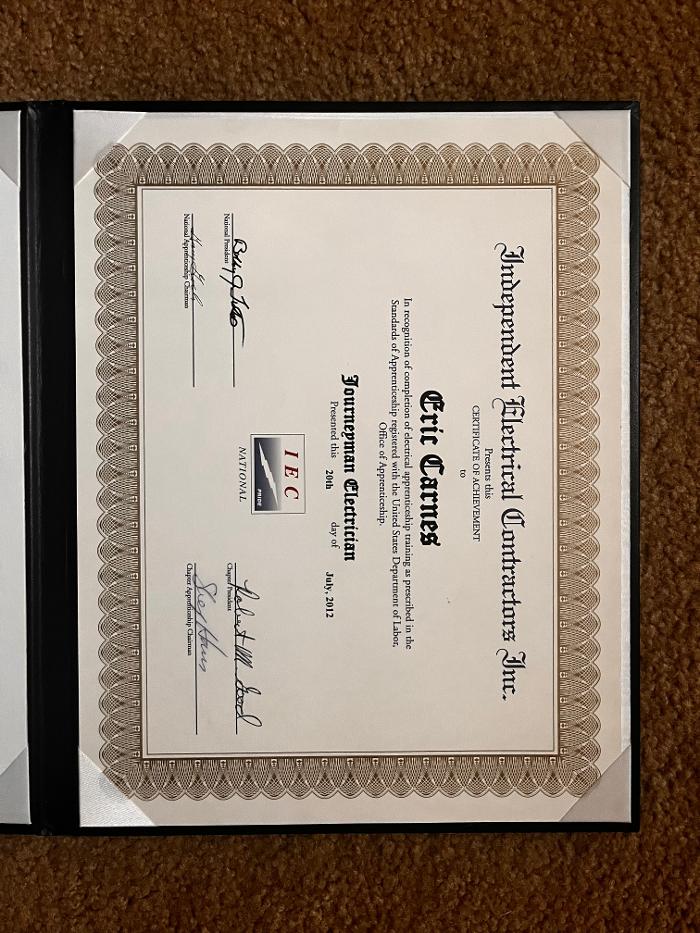 Independent Electrical Contractors Inc.
Presents this
CERTIFICATE OF ACHIEVEMENT
to
Eric Carnes
In recognition of completion of electrical apprenticeship training as prescribed in the
Standards of Apprenticeship registered with the United States Department of Labor,
Office of Apprenticeship.
Journeyman Electrician
Presented this 20th day of July, 2012
National President
Robert M
Chapter President
IEC
PRIDE
NATIONAL
National Apprenticeship Chairman
Chapter Apprenticeship Chairman